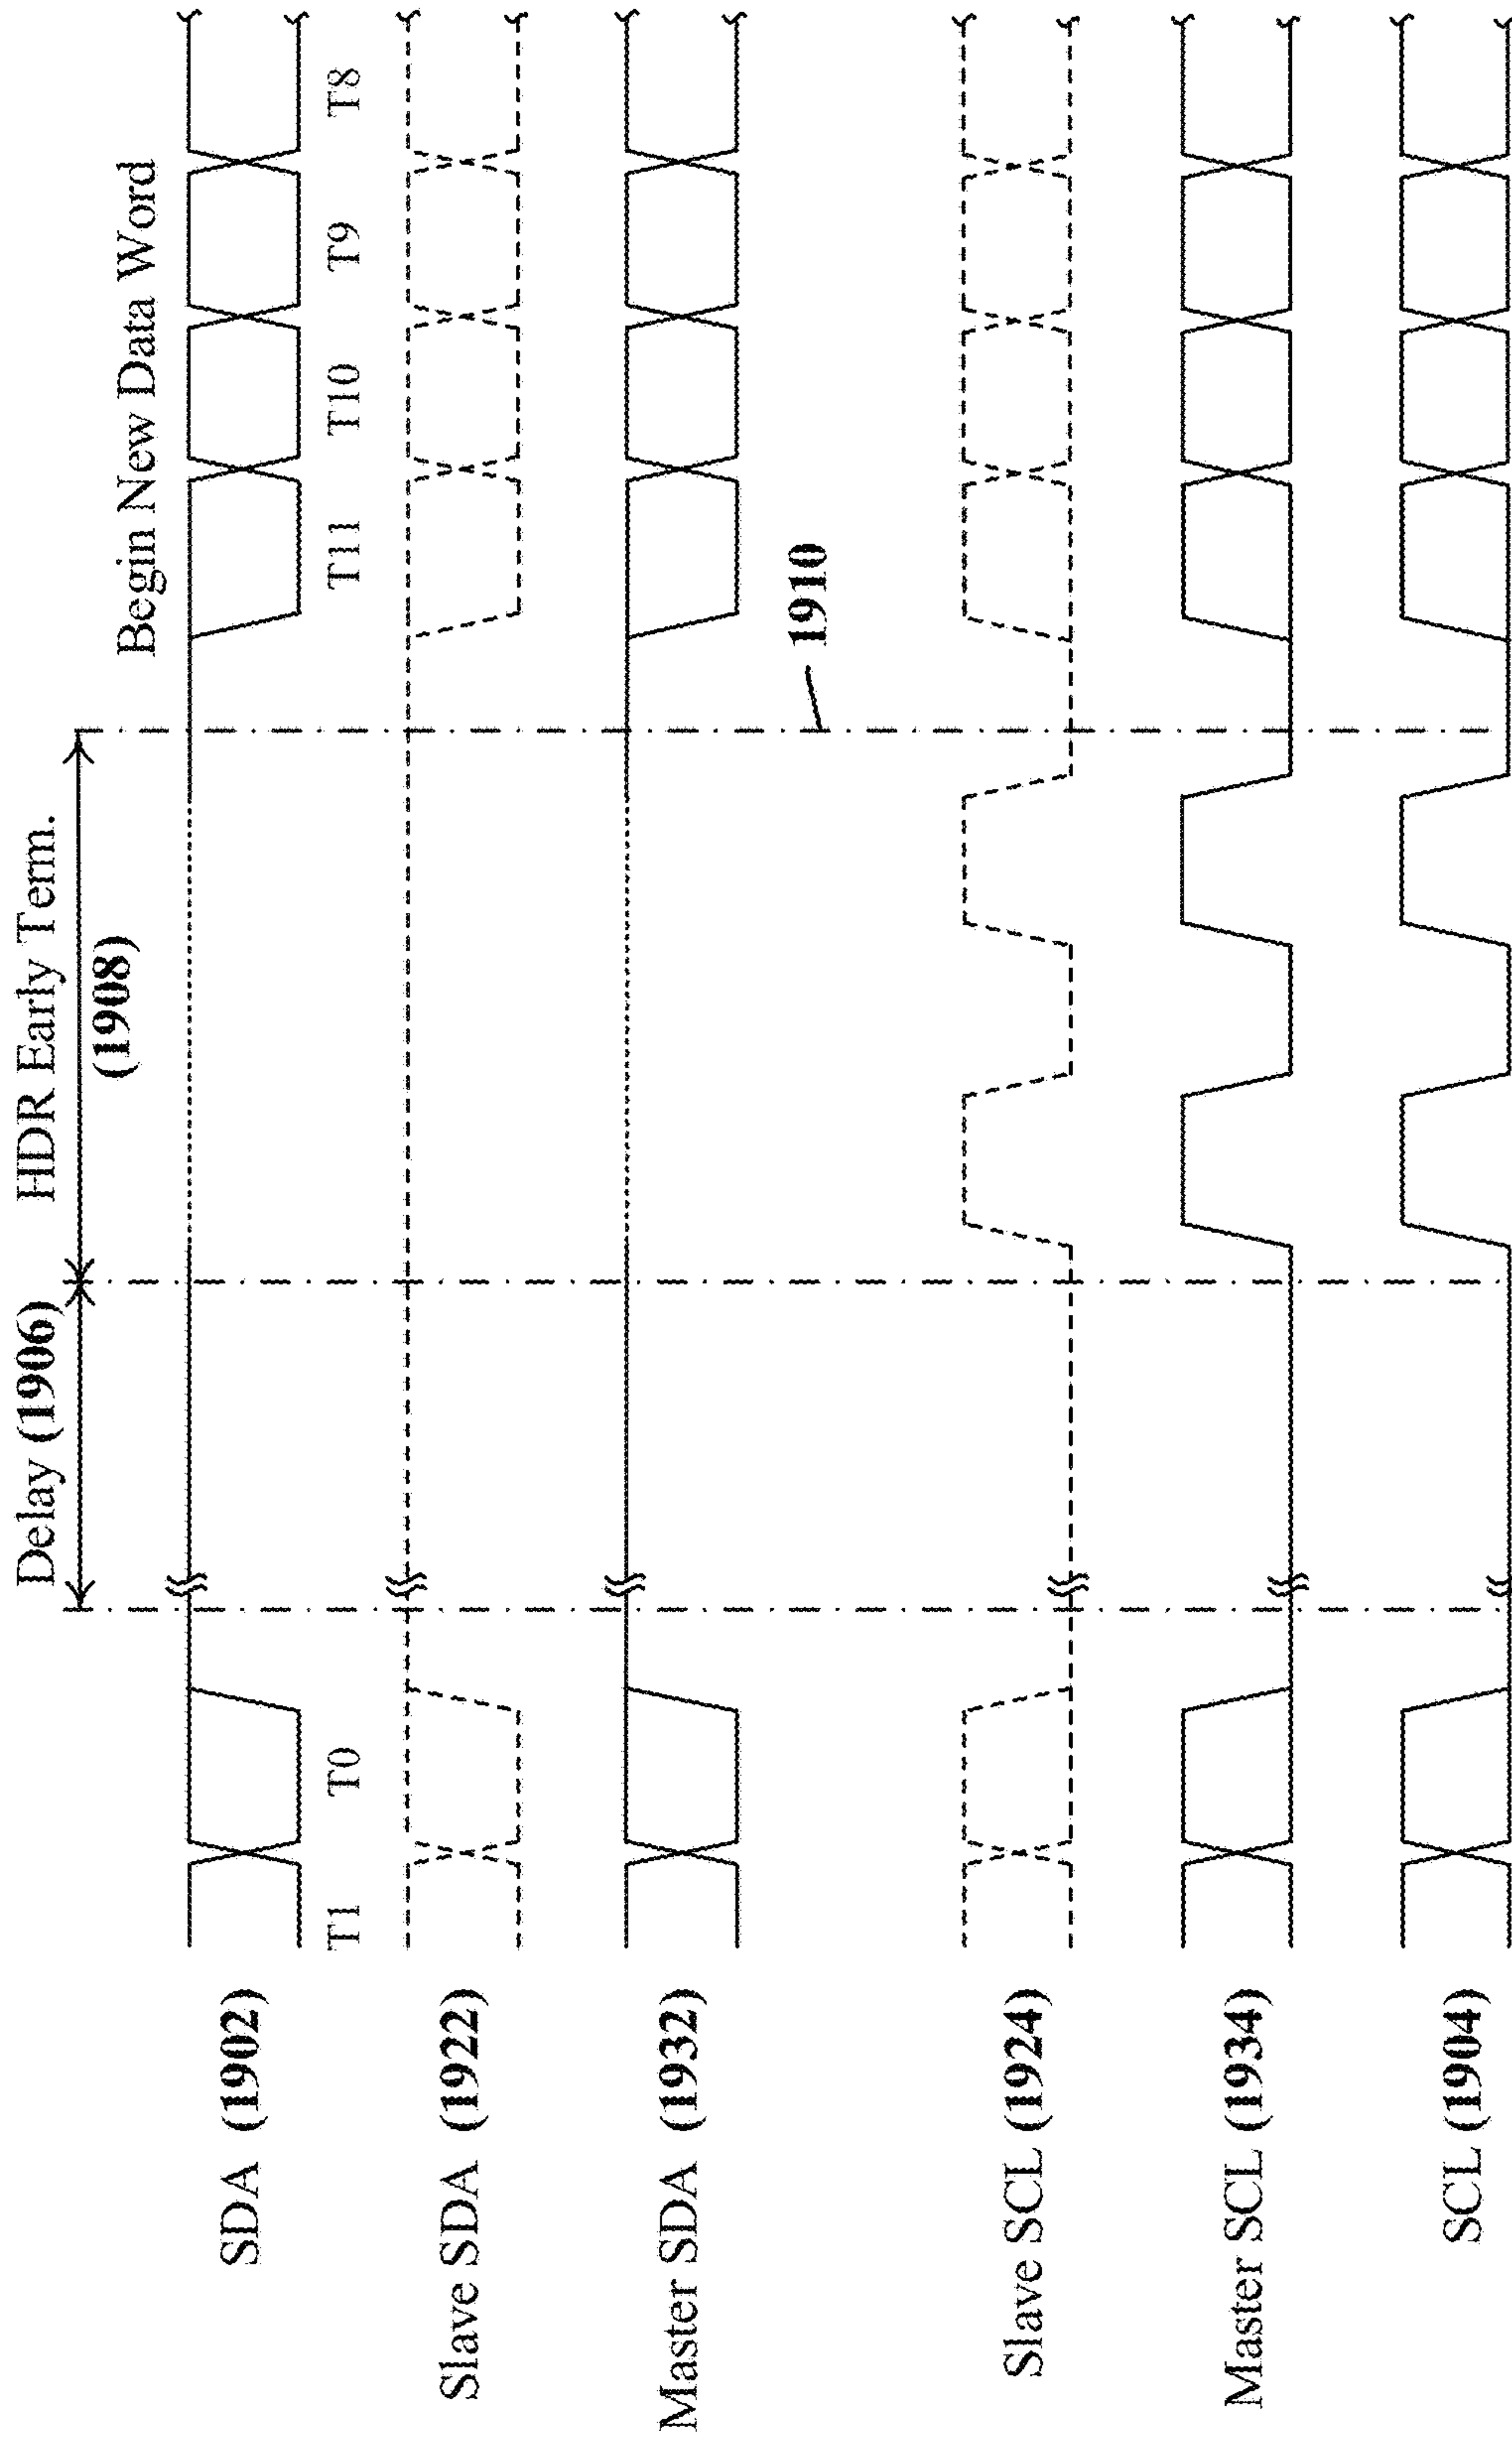 Delay (1906)
HDR Early Term.
(1908)
Begin New Data Word
SDA (1902)
T1
T0
T11
T10
T9
T8
Slave SDA (1922)
Master SDA (1932)
1910
Slave SCL (1924)
Master SCL (1934)
SCL (1904)